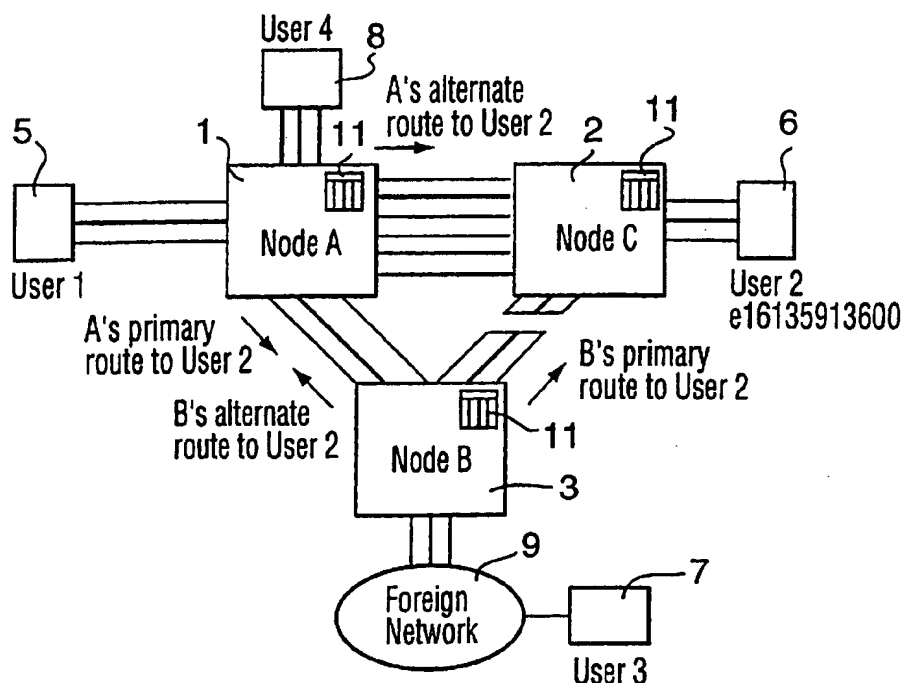 User 4
8
A's alternate
route to User 2
5
1
11
2
11
6
Node A
Node C
User 1
User 2
e16135913600
A's primary
route to User 2
B's primary
route to User 2
B's alternate
route to User 2
11
Node B
3
9
7
Foreign
Network
User 3